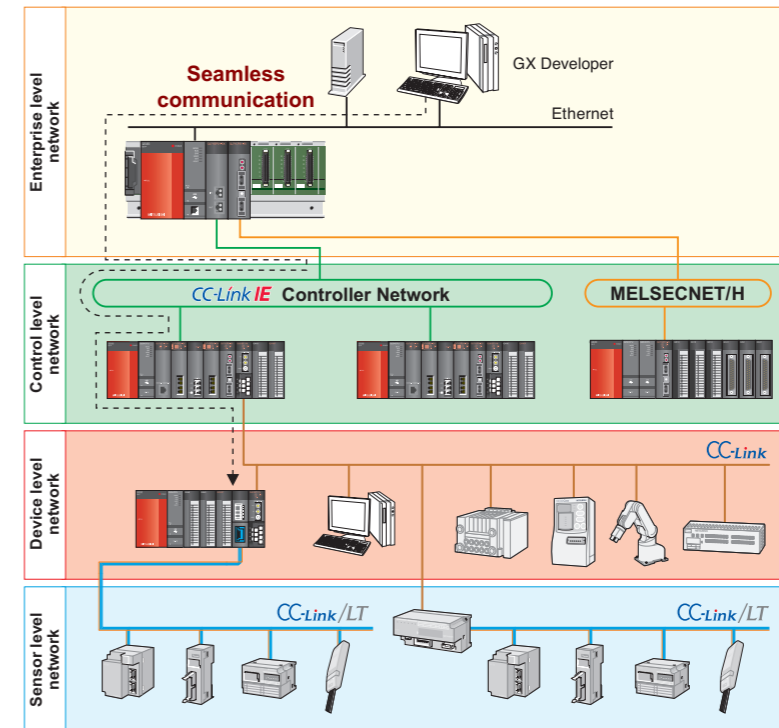 Enterprise level
network
Seamless
communication
GX Developer
Ethernet
Control level
network
CC-Link IE Controller Network
MELSECNET/H
Device level
network
CC-Link
Sensor level
network
CC-Link/LT
CC-Link/LT